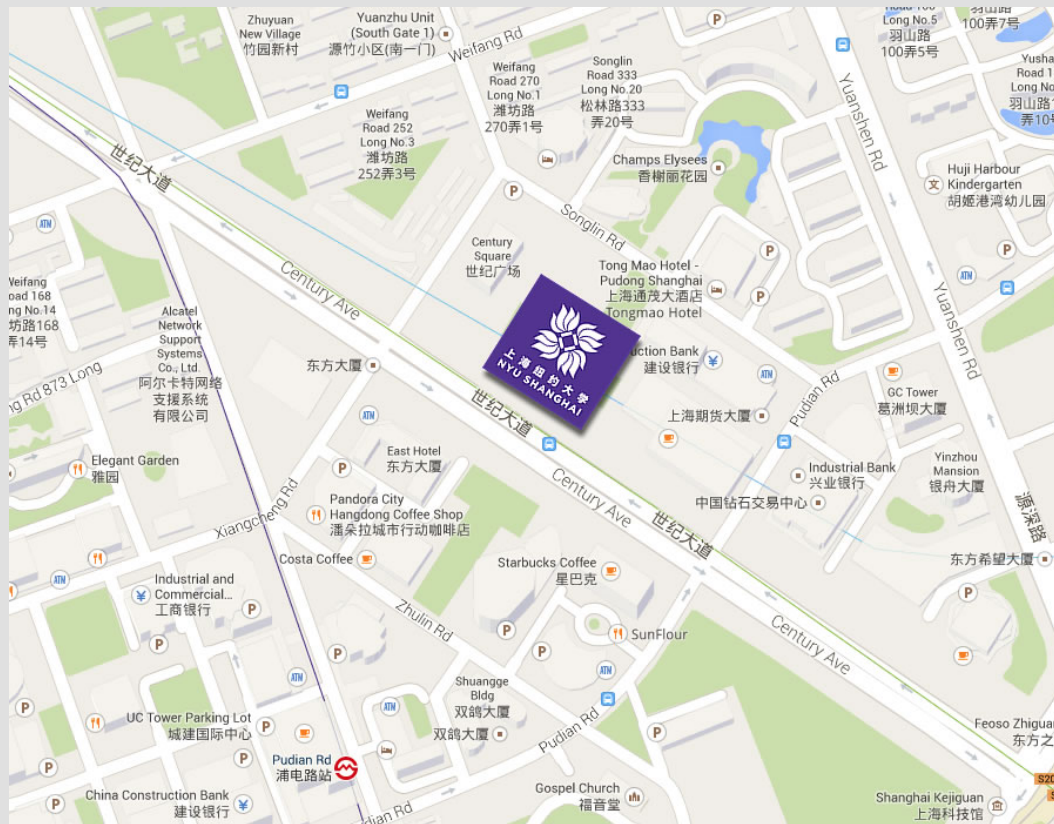 Zhuyuan
New Village
竹园新村
Yuanzhu Unit
(South Gate 1)
源竹小区(南一门)
Weifang Rd
Weifang
Road 270
Long No.1
潍坊路
270弄1号
Songlin
Road 333
Long No.20
松林路333
弄20号
Long No.5
羽山路
100弄5号
羽山路
100弄7号
Yuanshen Rd
Weifang
Road 252
Long No.3
潍坊路
252弄3号
世纪大道
Champs Elysees
香榭丽花园
Huji Harbour
Kindergarten
胡姬港湾幼儿园
Songlin Rd
Century
Square
世纪广场
Century Ave
Tong Mao Hotel -
Pudong Shanghai
上海通茂大酒店
Tongmao Hotel
Yuanshen Rd
Weifang
Road 168
ng No.14
坊路168
弄14号
Alcatel
Network
Support
Systems
Co., Ltd.
阿尔卡特网络
支援系统
有限公司
上海纽约大学
NYU SHANGHAI
uction Bank
建设银行
东方大厦
ng Rd 873 Long
世纪大道
Pudian Rd
GC Tower
葛洲坝大厦
上海期货大厦
East Hotel
东方大厦
Elegant Garden
雅园
Industrial Bank
兴业银行
Yinzhou
Mansion
银舟大厦
中国钻石交易中心
Century Ave
世纪大道
源深路
Xiangcheng Rd
Pandora City
Hangdong Coffee Shop
潘朵拉城市行动咖啡店
Costa Coffee
Starbucks Coffee
星巴克
东方希望大厦
Industrial and
Commercial...
工商银行
Zhulin Rd
SunFlour
Century Ave
Shuangge
Bldg
双鸽大厦
双鸽大厦
UC Tower Parking Lot
城建国际中心
Pudian Rd
Feoso Zhiguan
东方之
Pudian Rd
浦电路站
China Construction Bank
建设银行
dian Rd
Gospel Church
福音堂
Shanghai Kejiguan
上海科技馆
S20